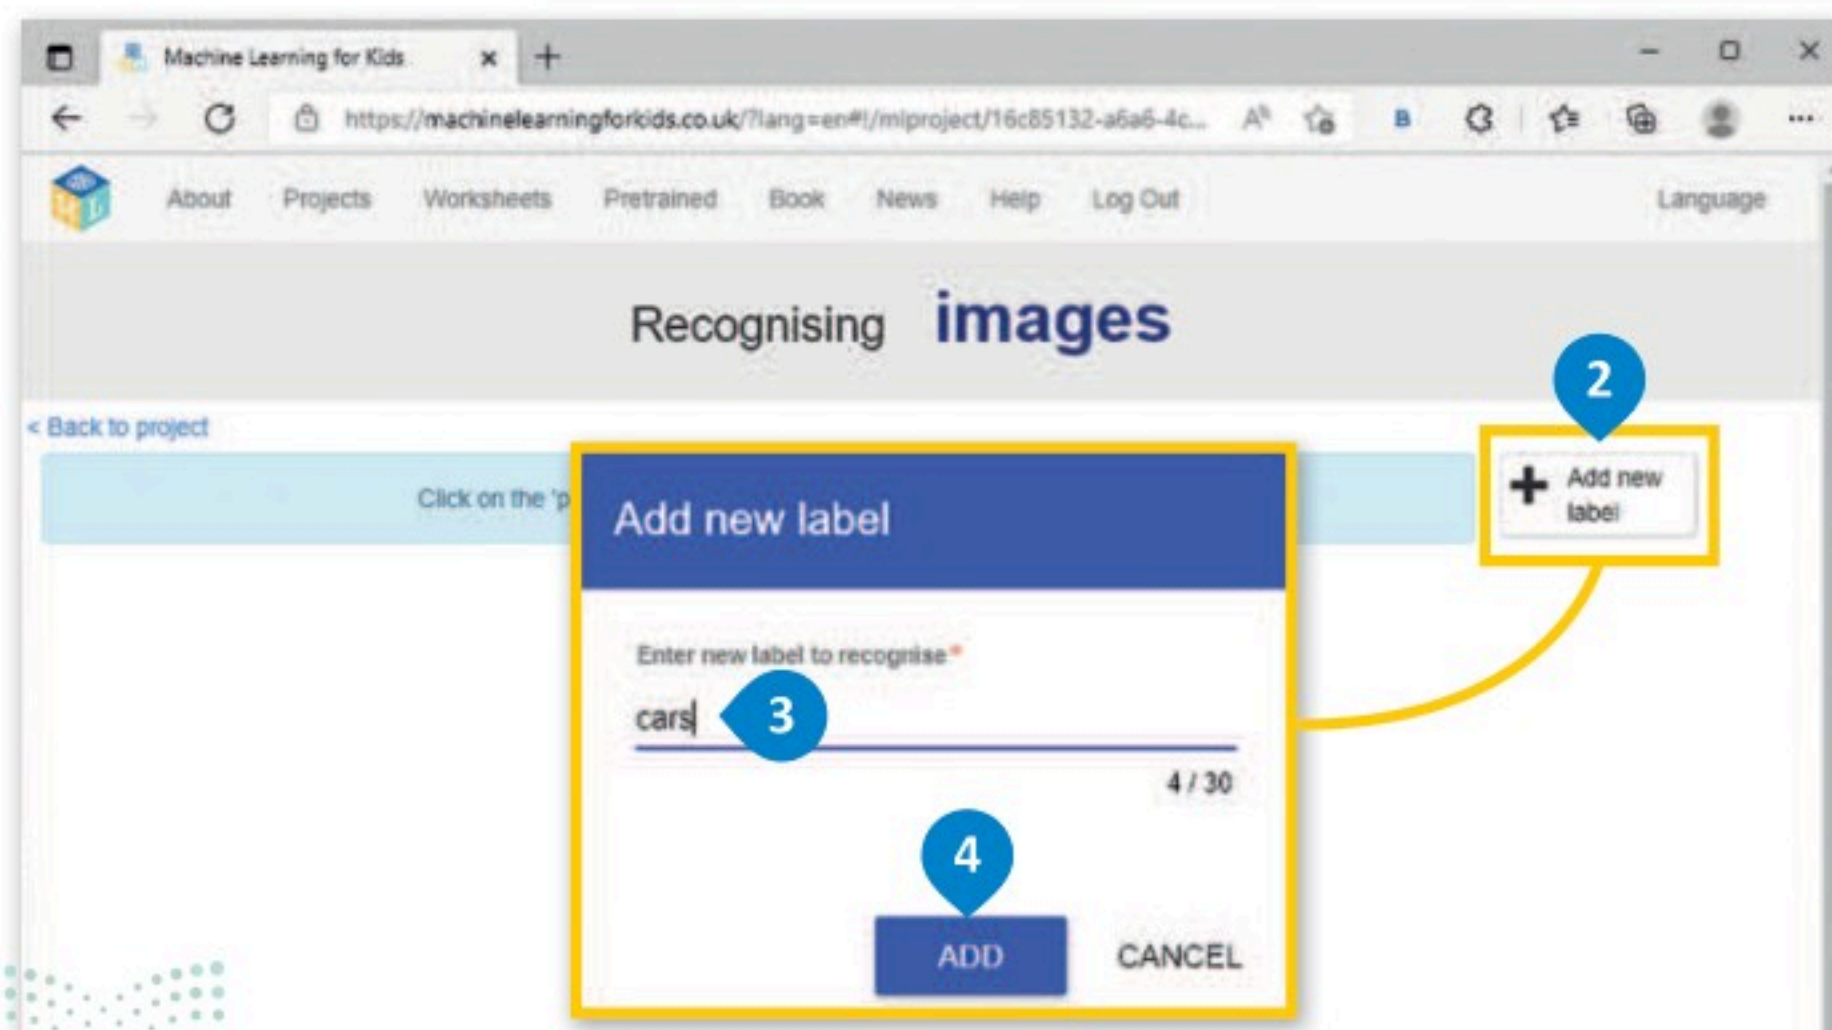 Machine Learning for Kids
https://machinelearningforkids.co.uk/?lang=en#!/mlproject/16c85132-a6a6-4c...
About Projects Worksheets Pretrained Book News Help Log Out Language
Recognising images
2
< Back to project
Click on the 'p
Add new
label
Add new label
Enter new label to recognise*
cars
3
4 / 30
4
ADD CANCEL